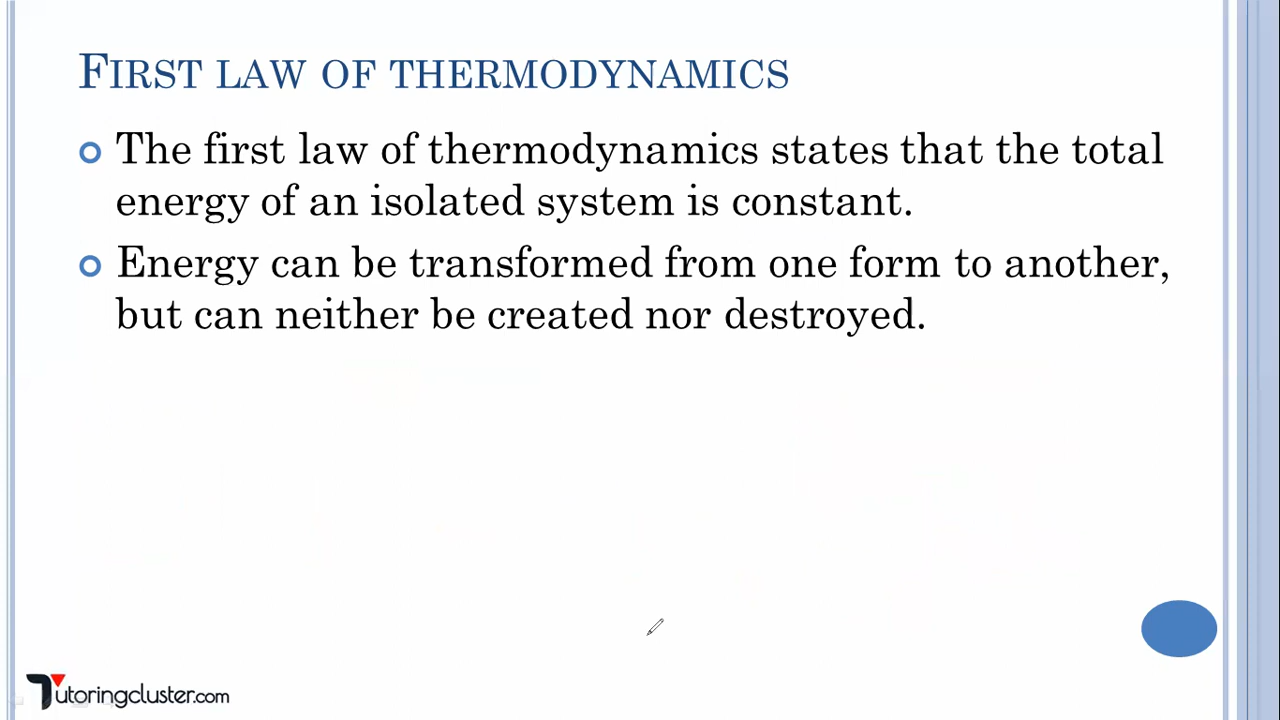 First law of thermodynamics
The first law of thermodynamics states that the total
energy of an isolated system is constant.
Energy can be transformed from one form to another,
but can neither be created nor destroyed.
Tutoringcluster.com